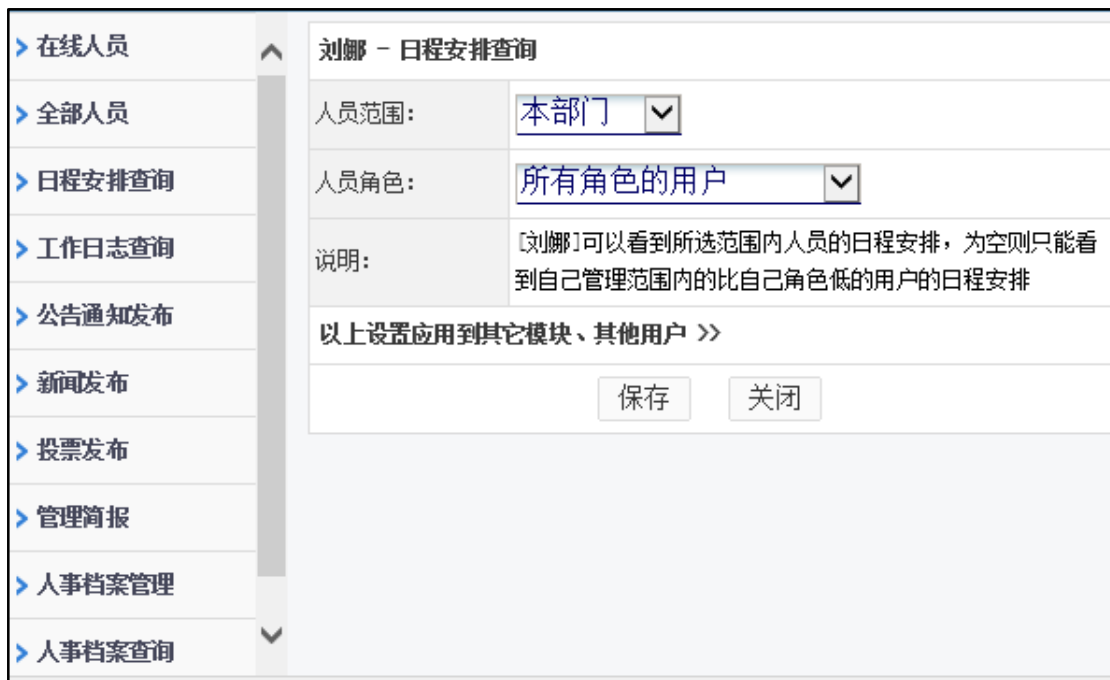 在线人员
全部人员
日程安排查询
工作日志查询
公告通知发布
新闻发布
投票发布
管理简报
人事档案管理
人事档案查询
刘娜 - 日程安排查询
人员范围: 本部门
人员角色: 所有角色的用户
说明:
[刘娜]可以看到所选范围内人员的日程安排，为空则只能看
到自己管理范围内的比自己角色低的用户的日程安排
以上设置应用到其它模块、其他用户 >>
保存 关闭